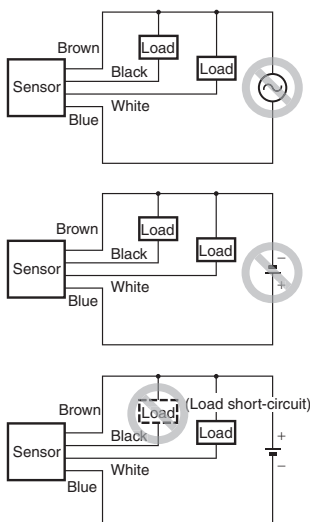 Brown
Load
Load
Black
Sensor
White
Blue
Brown
Load
Load
Black
Sensor
White
Blue
−
+
Brown
Load
(Load short-circuit)
Load
Black
Sensor
White
Blue
+
−